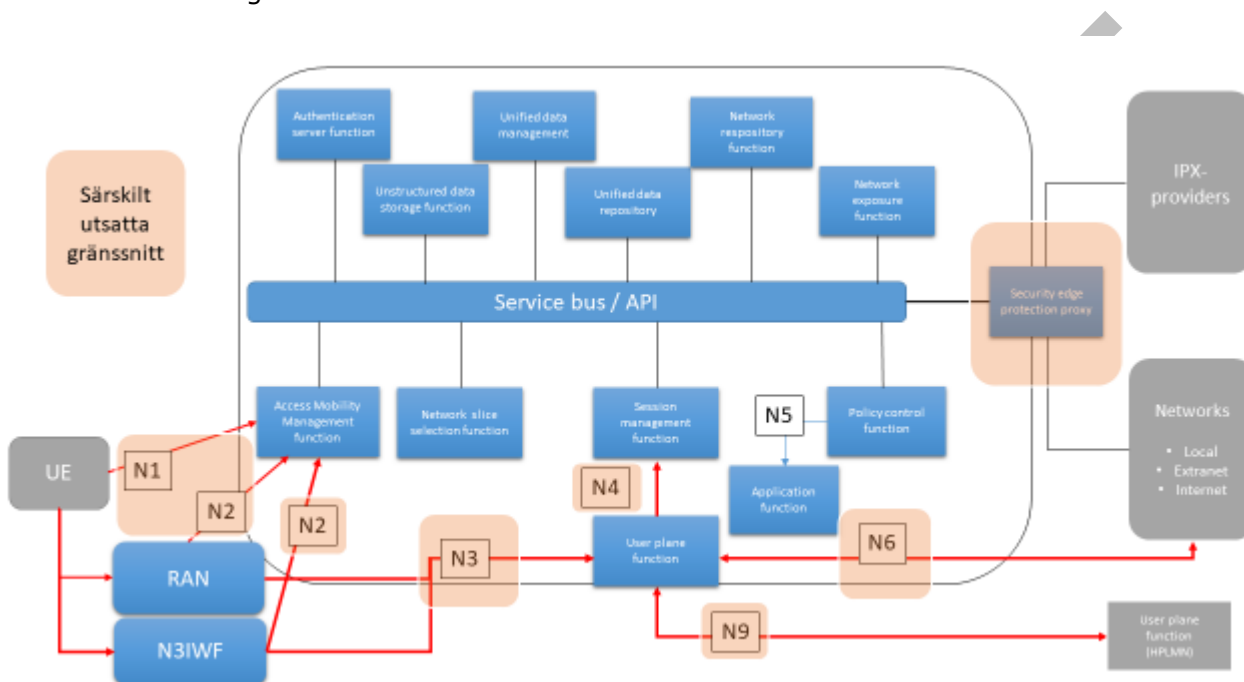 Authentication
server function
Unified data
management
Network
respository
function
IPX-
providers
Särskilt
utsatta
gränssnitt
Unstructured data
storage function
Unified data
repository
Network
exposure
function
Service bus / API
Security edge
protection proxy
Access Mobility
Management
function
Network slice
selection function
Session
management
function
N5
Policy control
function
Networks
• Local
• Extranet
• Internet
UE
N1
N2
N2
N4
Application
function
N3
User plane
function
N6
RAN
N3IWF
N9
User plane
function
(HPLMN)